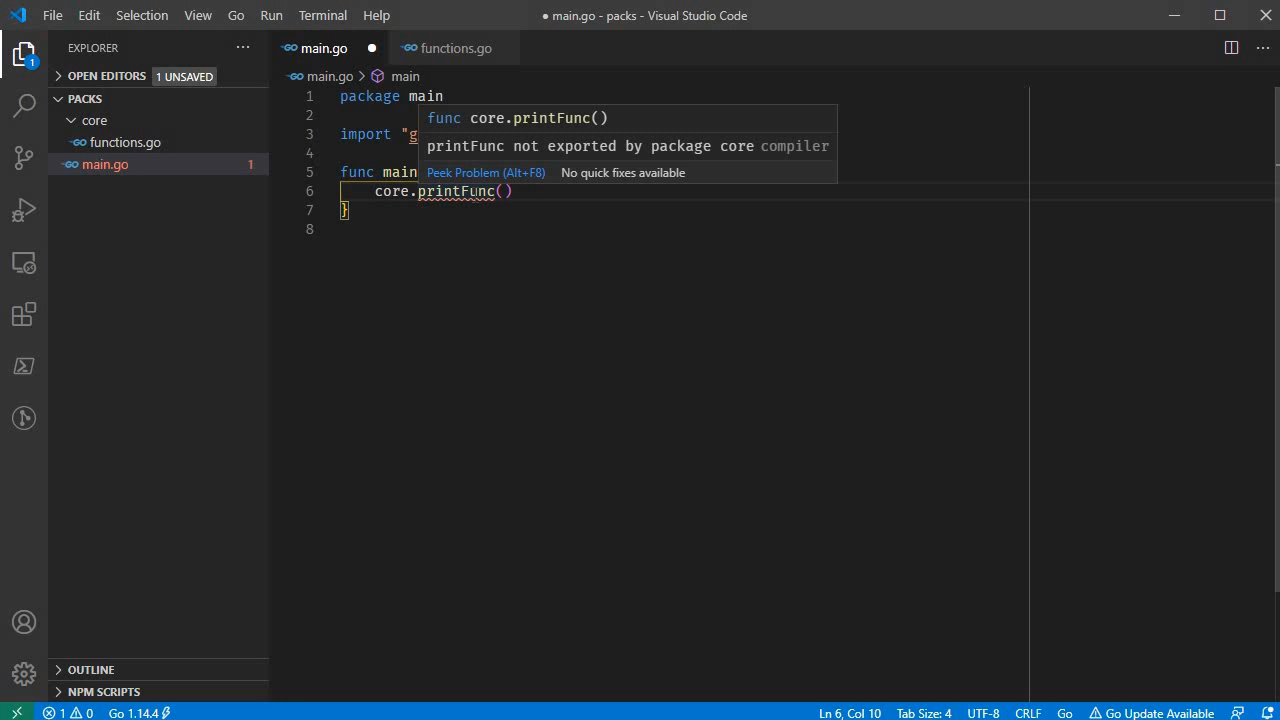 File Edit Selection View Go Run Terminal Help
● main.go - packs - Visual Studio Code
EXPLORER
main.go
functions.go
OPEN EDITORS 1 UNSAVED
main.go > main
PACKS
core
functions.go
main.go 1
1 package main
2
3 import "g
4
5 func main
6 core.printFunc()
7 }
8
func core.printFunc()
printFunc not exported by package core compiler
Peek Problem (Alt+F8) No quick fixes available
OUTLINE
NPM SCRIPTS
1
1 0 Go 1.14.4
Ln 6, Col 10 Tab Size: 4 UTF-8 CRLF Go Go Update Available